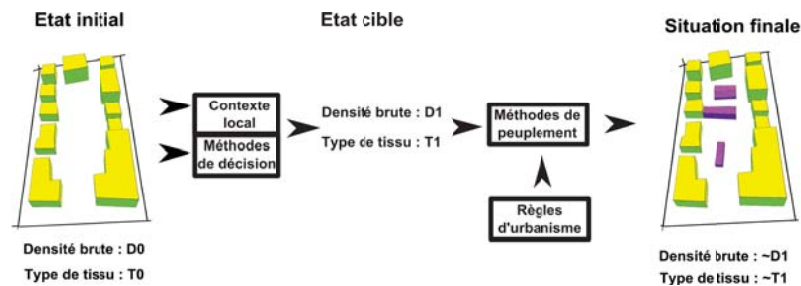 Etat initial
Etat cible
Situation finale
Contexte
local
Méthodes
de décision
Densité brute : D1
Type de tissu : T1
Méthodes de
peuplement
Règles
d'urbanisme
Densité brute : D0
Type de tissu : T0
Densité brute : ~D1
Type de tissu : ~T1